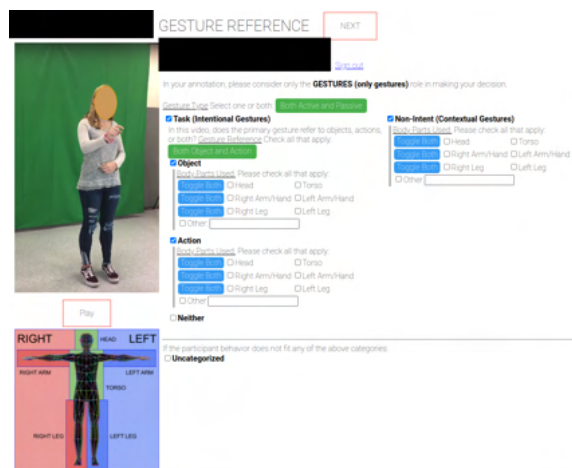 GESTURE REFERENCE
NEXT
Sign out
In your annotation, please consider only the GESTURES (only gestures) role in making your decision.
Gesture Type Select one or both: Both Active and Passive
Task (Intentional Gestures)
In this video, does the primary gesture refer to objects, actions,
or both? Gesture Reference Check all that apply:
Both Object and Action
Object
Body Parts Used: Please check all that apply:
Toggle Both Head Torso
Toggle Both Right Arm/Hand Left Arm/Hand
Toggle Both Right Leg Left Leg
Other
Action
Body Parts Used: Please check all that apply:
Toggle Both Head Torso
Toggle Both Right Arm/Hand Left Arm/Hand
Toggle Both Right Leg Left Leg
Other
Neither
Non-Intent (Contextual Gestures)
Body Parts Used: Please check all that apply:
Toggle Both Head Torso
Toggle Both Right Arm/Hand Left Arm/Hand
Toggle Both Right Leg Left Leg
Other
If the participant behavior does not fit any of the above categories:
Uncategorized
Play
RIGHT HEAD LEFT
RIGHT ARM LEFT ARM
TORSO
RIGHT LEG LEFT LEG